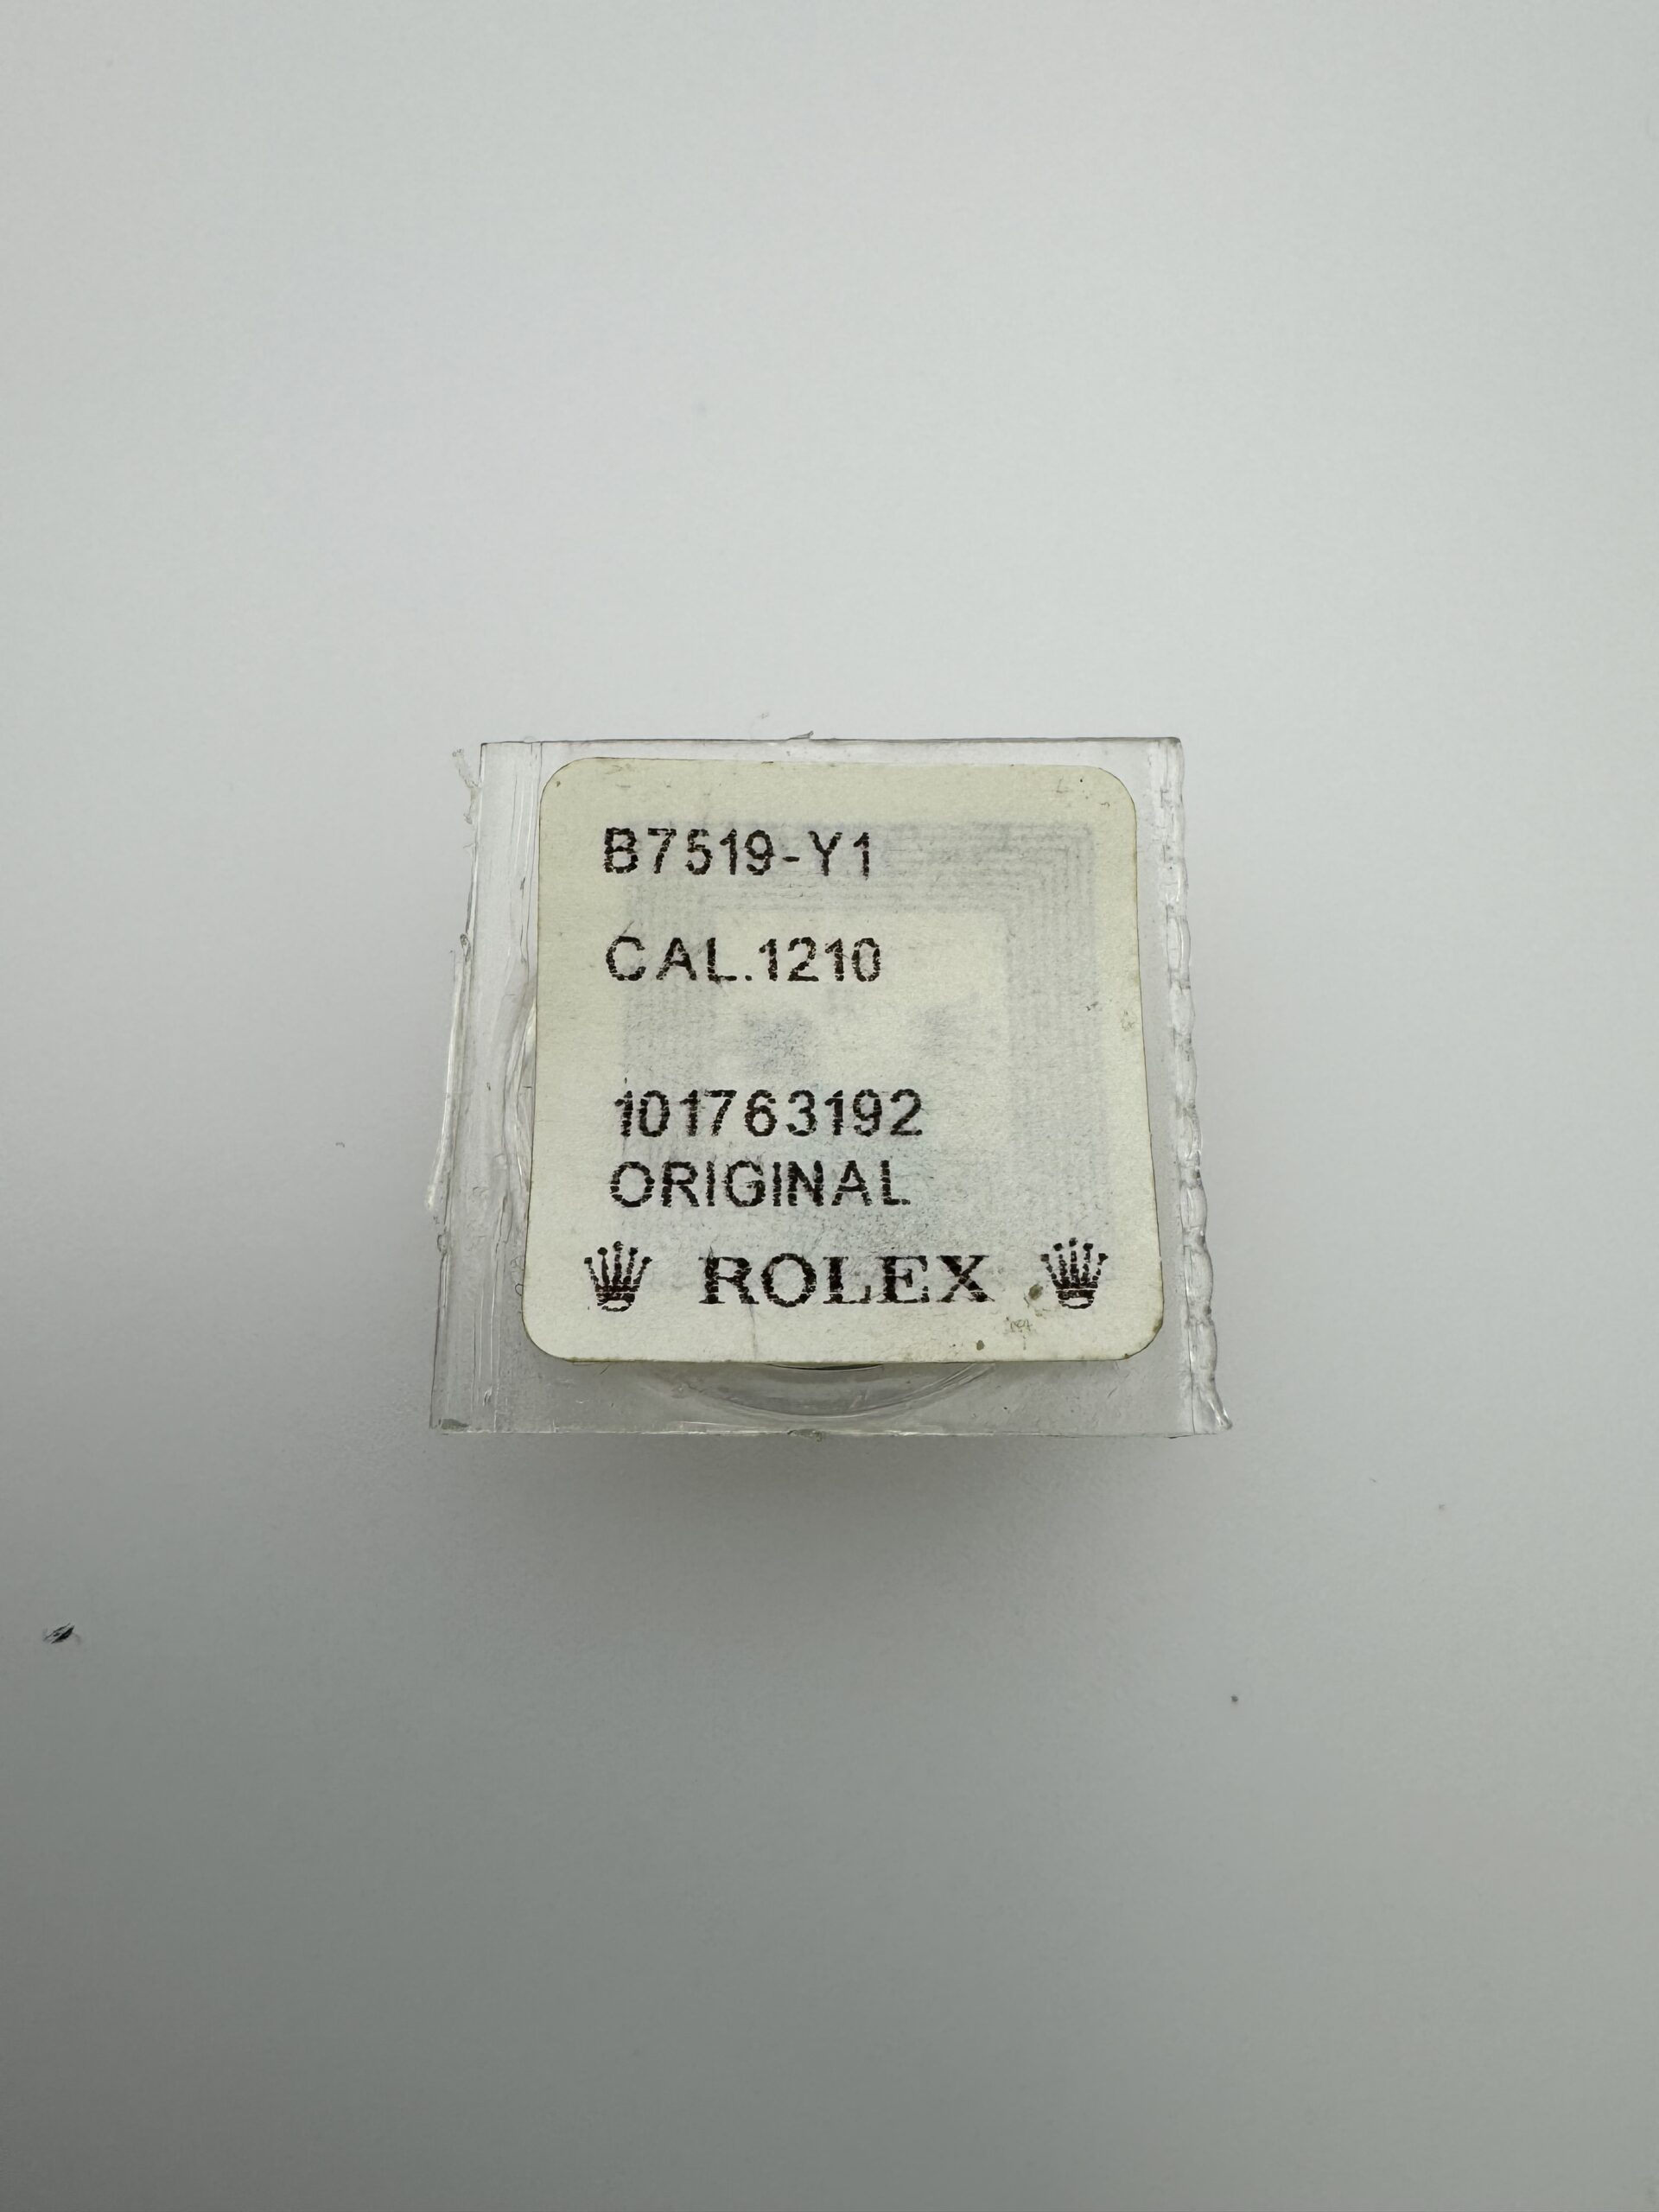 B7519-Y1
CAL.1210
101763192
ORIGINAL
ROLEX